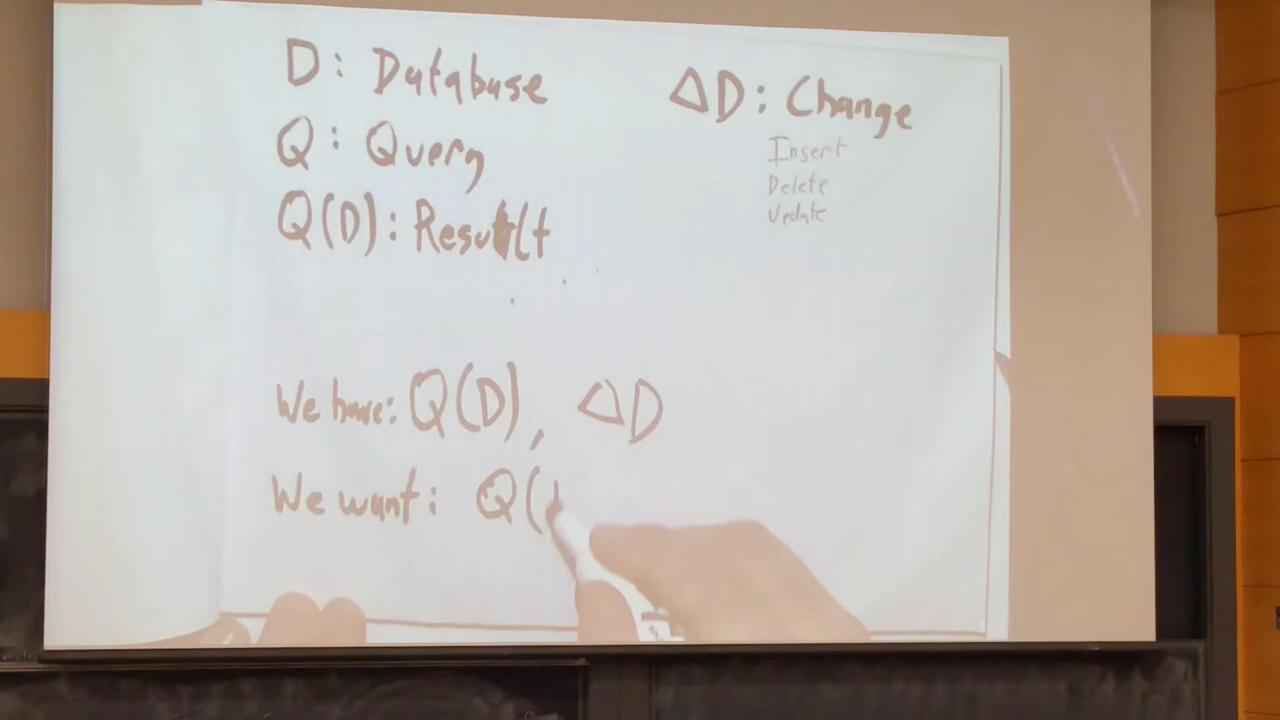 D: Database
Q: Query
Q(D): Result
ΔD: Change
Insert
Delete
Update
We have: Q(D), ΔD
We want: Q(